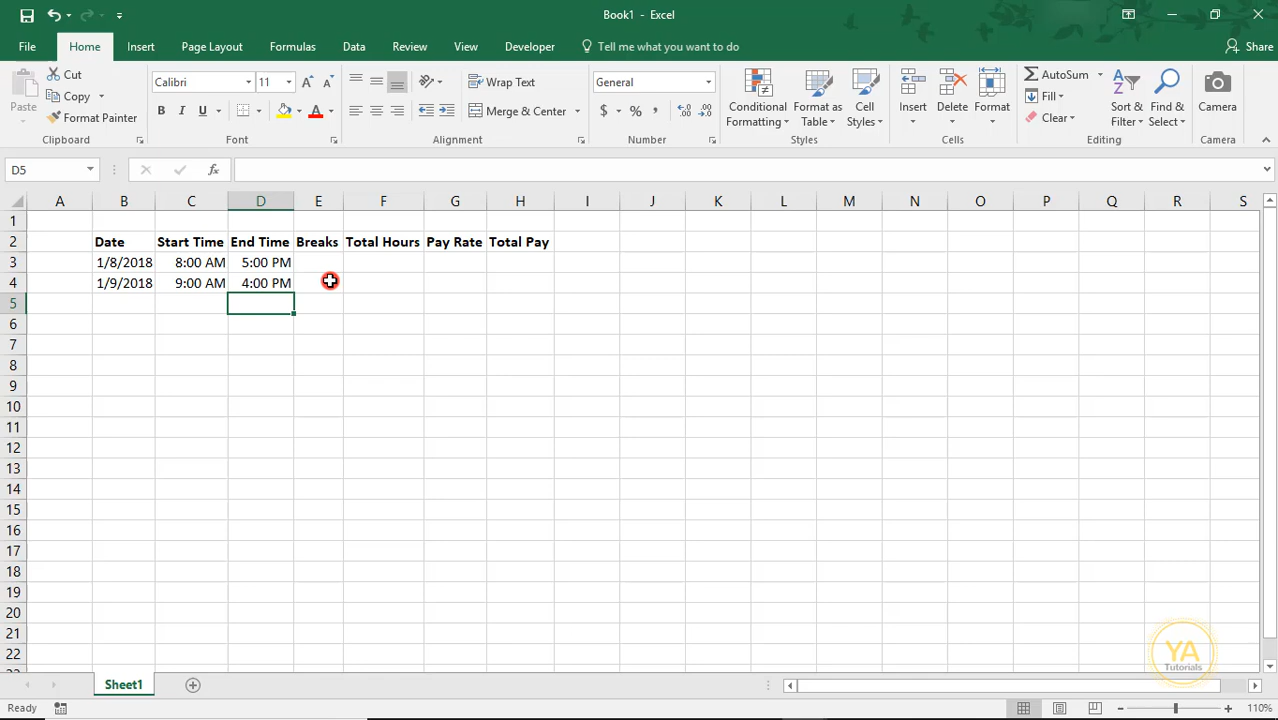 Book1 - Excel
File Home Insert Page Layout Formulas Data Review View Developer Tell me what you want to do Share
Paste
Cut
Copy
Format Painter
Clipboard
Calibri 11
A A
B I U A
Font
Wrap Text
Merge & Center
Alignment
General
$ % ,
Number
Conditional Formatting
Format as Table
Cell Styles
Styles
Insert
Delete
Format
Cells
AutoSum
Fill
Clear
Sort & Filter
Find & Select
Editing
Camera
Camera
D5 fx
A B C D E F G H I J K L M N O P Q R S
1
2 Date Start Time End Time Breaks Total Hours Pay Rate Total Pay
3 1/8/2018 8:00 AM 5:00 PM
4 1/9/2018 9:00 AM 4:00 PM
5
6
7
8
9
10
11
12
13
14
15
16
17
18
19
20
21
22
YA
Tutorials
Sheet1
Ready 110%